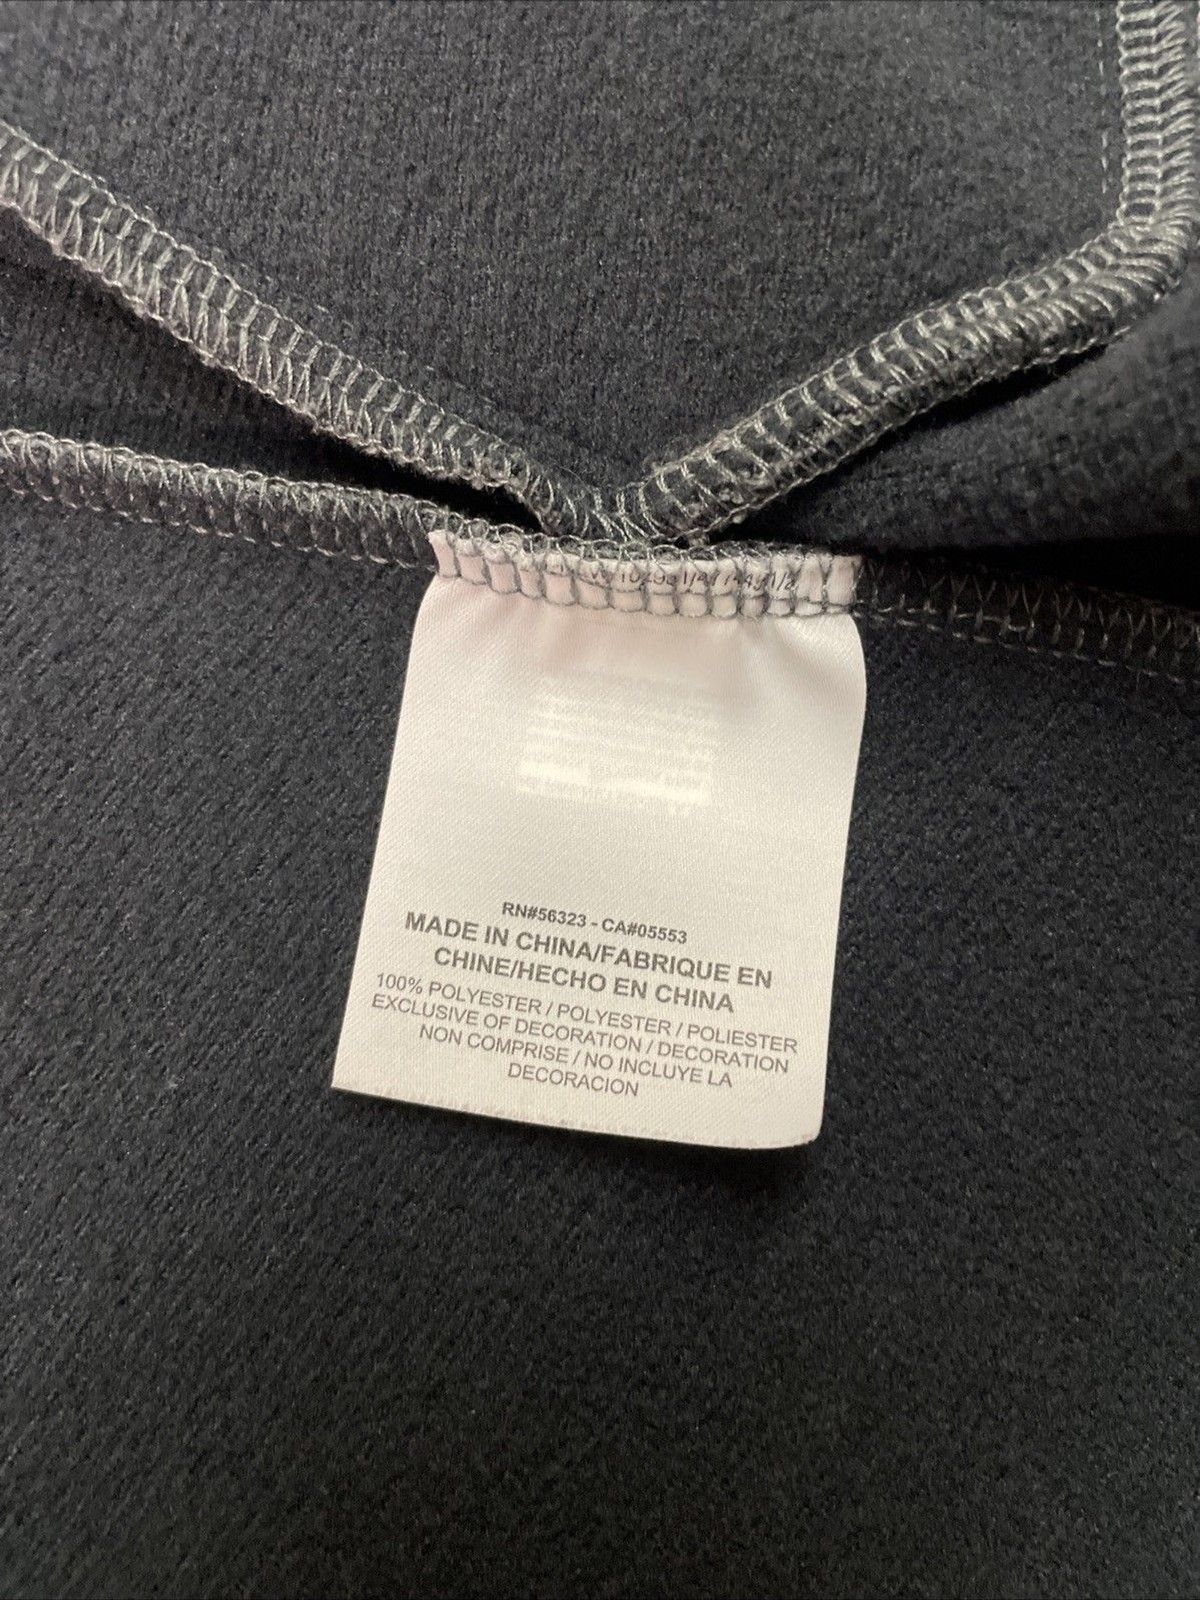 RN#56323 - CA#05553
MADE IN CHINA/FABRIQUE EN
CHINE/HECHO EN CHINA
100% POLYESTER / POLYESTER / POLIESTER
EXCLUSIVE OF DECORATION / DECORATION
NON COMPRISE / NO INCLUYE LA
DECORACION